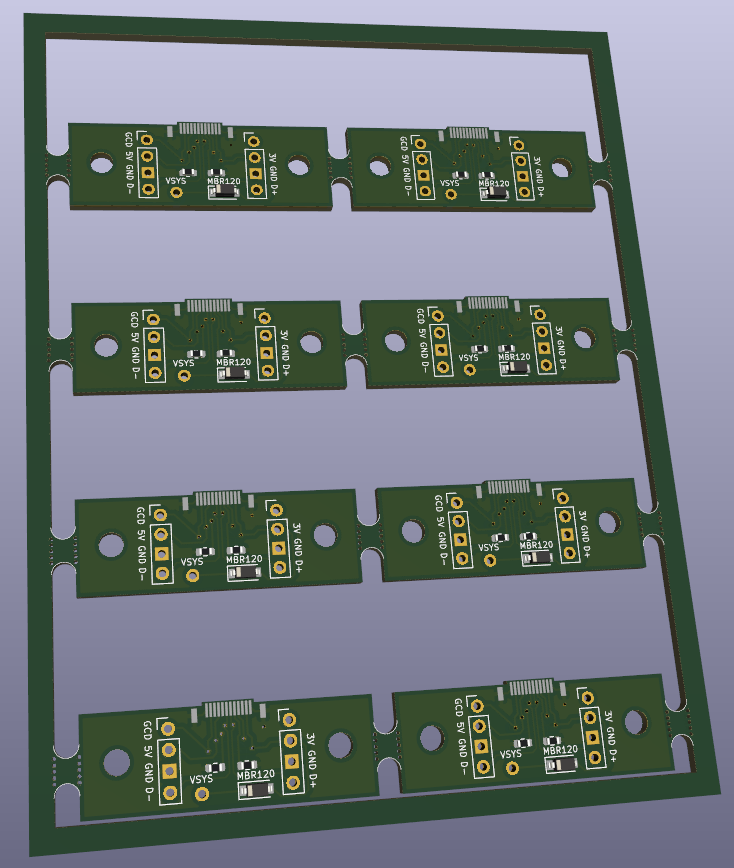 GCD 5V GND D-
VSYS
MBR120
3V GND D+
GCD 5V GND D-
VSYS
MBR120
3V GND D+
GCD 5V GND D-
VSYS
MBR120
3V GND D+
GCD 5V GND D-
VSYS
MBR120
3V GND D+
GCD 5V GND D-
VSYS
MBR120
3V GND D+
GCD 5V GND D-
VSYS
MBR120
3V GND D+
GCD 5V GND D-
VSYS
MBR120
3V GND D+
GCD 5V GND D-
VSYS
MBR120
3V GND D+